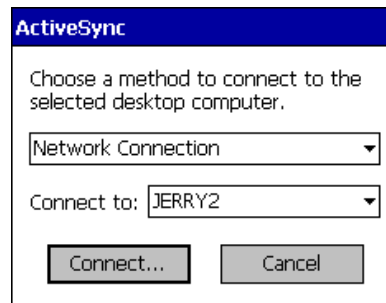 ActiveSync
Choose a method to connect to the
selected desktop computer.
Network Connection
Connect to: JERRY2
Connect... Cancel